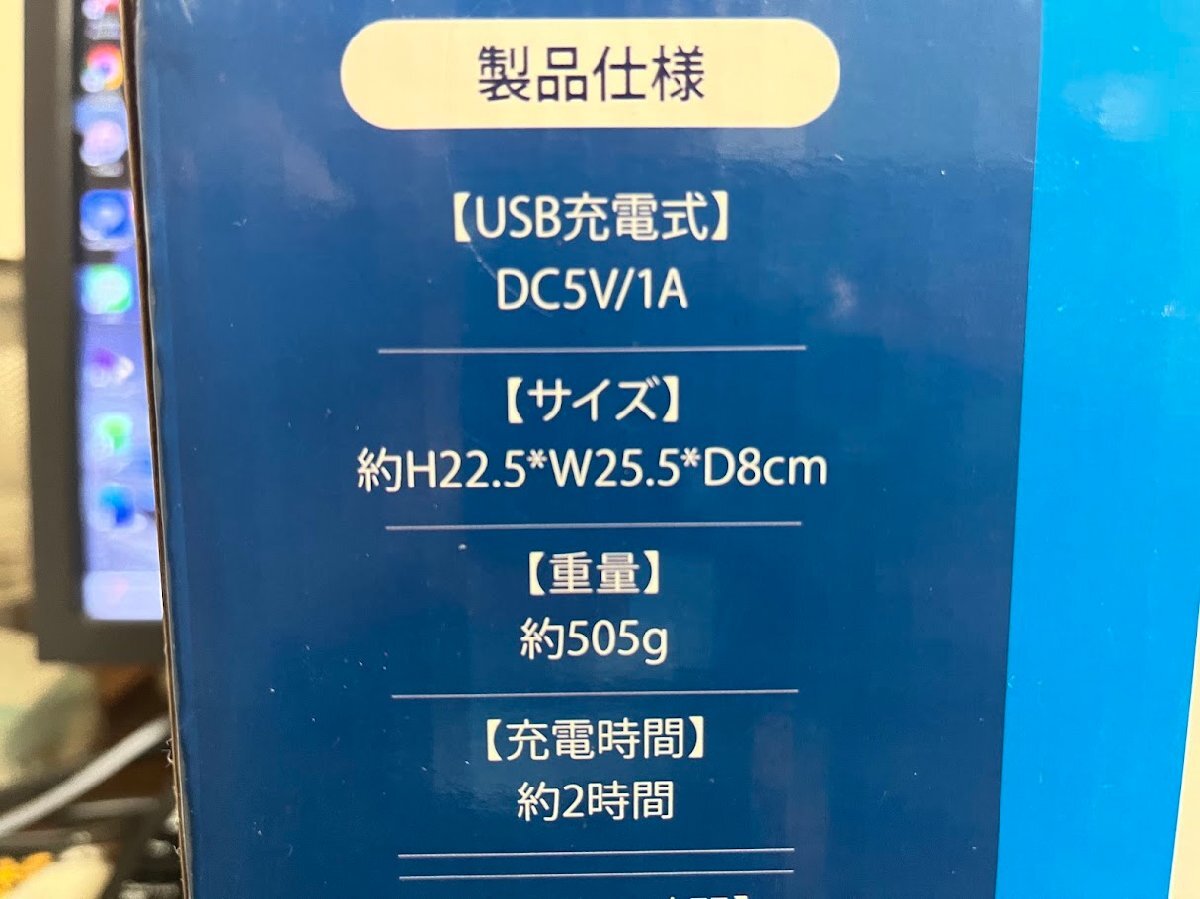 製品仕様
【USB充電式】
DC5V/1A
【サイズ】
約H22.5*W25.5*D8cm
【重量】
約505g
【充電時間】
約2時間